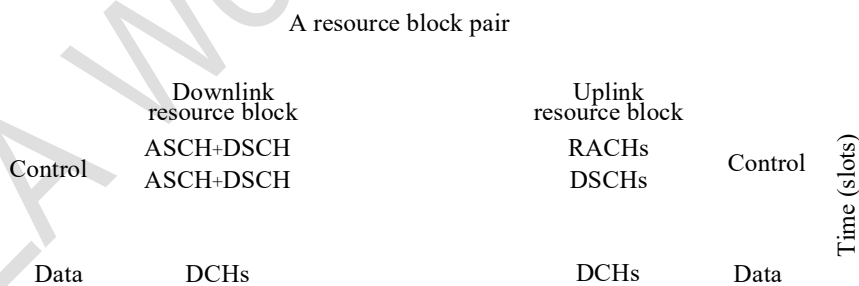 A resource block pair
Downlink
resource block
Uplink
resource block
Control
ASCH+DSCH
ASCH+DSCH
RACHs
DSCHs
Control
Time (slots)
Data
DCHs
DCHs
Data